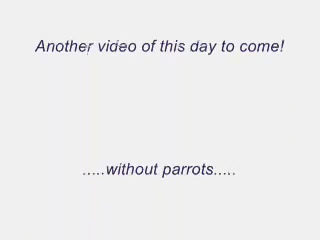 Another video of this day to come!
.....without parrots.....